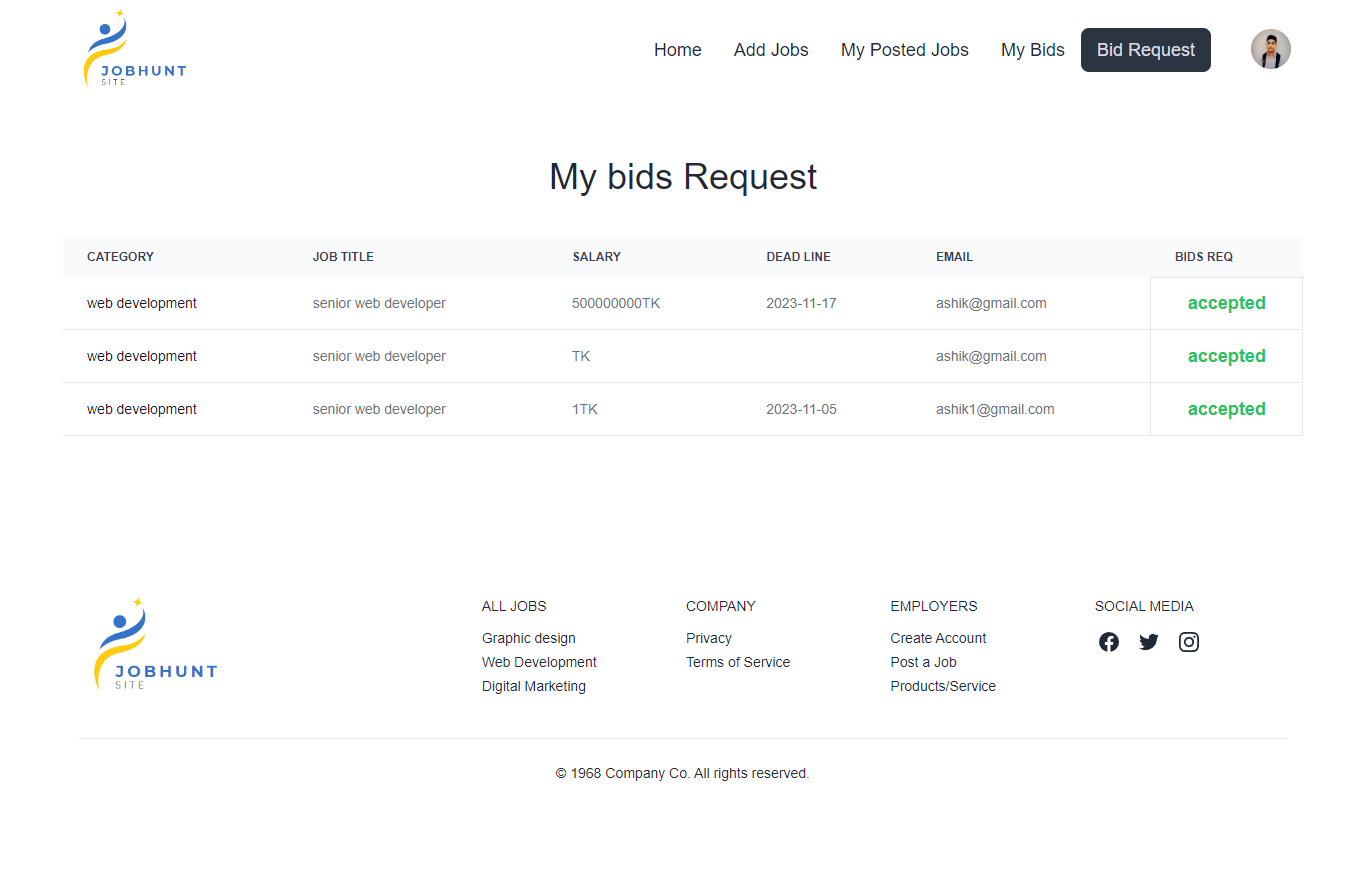 JOBHUNT
SITE
Home Add Jobs My Posted Jobs My Bids Bid Request
My bids Request
CATEGORY JOB TITLE SALARY DEAD LINE EMAIL BIDS REQ
web development senior web developer 500000000TK 2023-11-17 ashik@gmail.com accepted
web development senior web developer TK ashik@gmail.com accepted
web development senior web developer 1TK 2023-11-05 ashik1@gmail.com accepted
JOBHUNT
SITE
ALL JOBS COMPANY EMPLOYERS SOCIAL MEDIA
Graphic design Privacy Create Account
Web Development Terms of Service Post a Job
Digital Marketing Products/Service
© 1968 Company Co. All rights reserved.